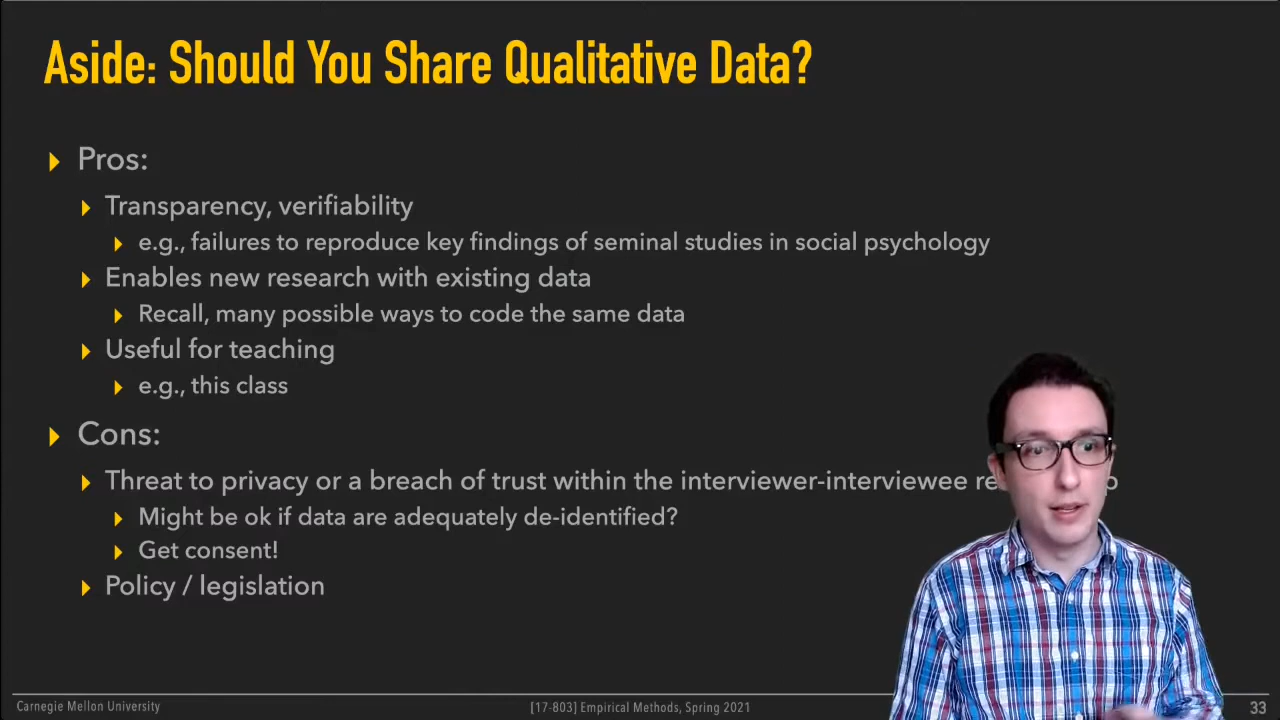 Aside: Should You Share Qualitative Data?
Pros:
Transparency, verifiability
e.g., failures to reproduce key findings of seminal studies in social psychology
Enables new research with existing data
Recall, many possible ways to code the same data
Useful for teaching
e.g., this class
Cons:
Threat to privacy or a breach of trust within the interviewer-interviewee
Might be ok if data are adequately de-identified?
Get consent!
Policy / legislation
Carnegie Mellon University
[17-803] Empirical Methods, Spring 2021
33